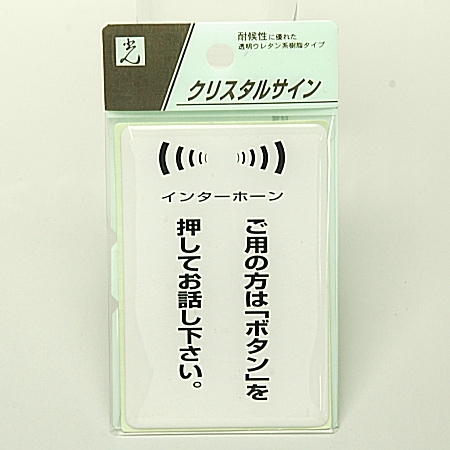 光
耐候性に優れた
透明ウレタン系樹脂タイプ
クリスタルサイン
インターホーン
ご用の方は「ボタン」を
押してお話し下さい。